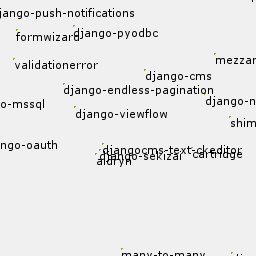 jango-push-notifications
django-pyodbc
formwizard
mezzan
validationerror
django-cms
django-endless-pagination
django-n
o-mssql
django-viewflow
shim
ngo-oauth
djangocms-text-ckeditor
cartridge
django-sekizai
aldryn
many-to-many